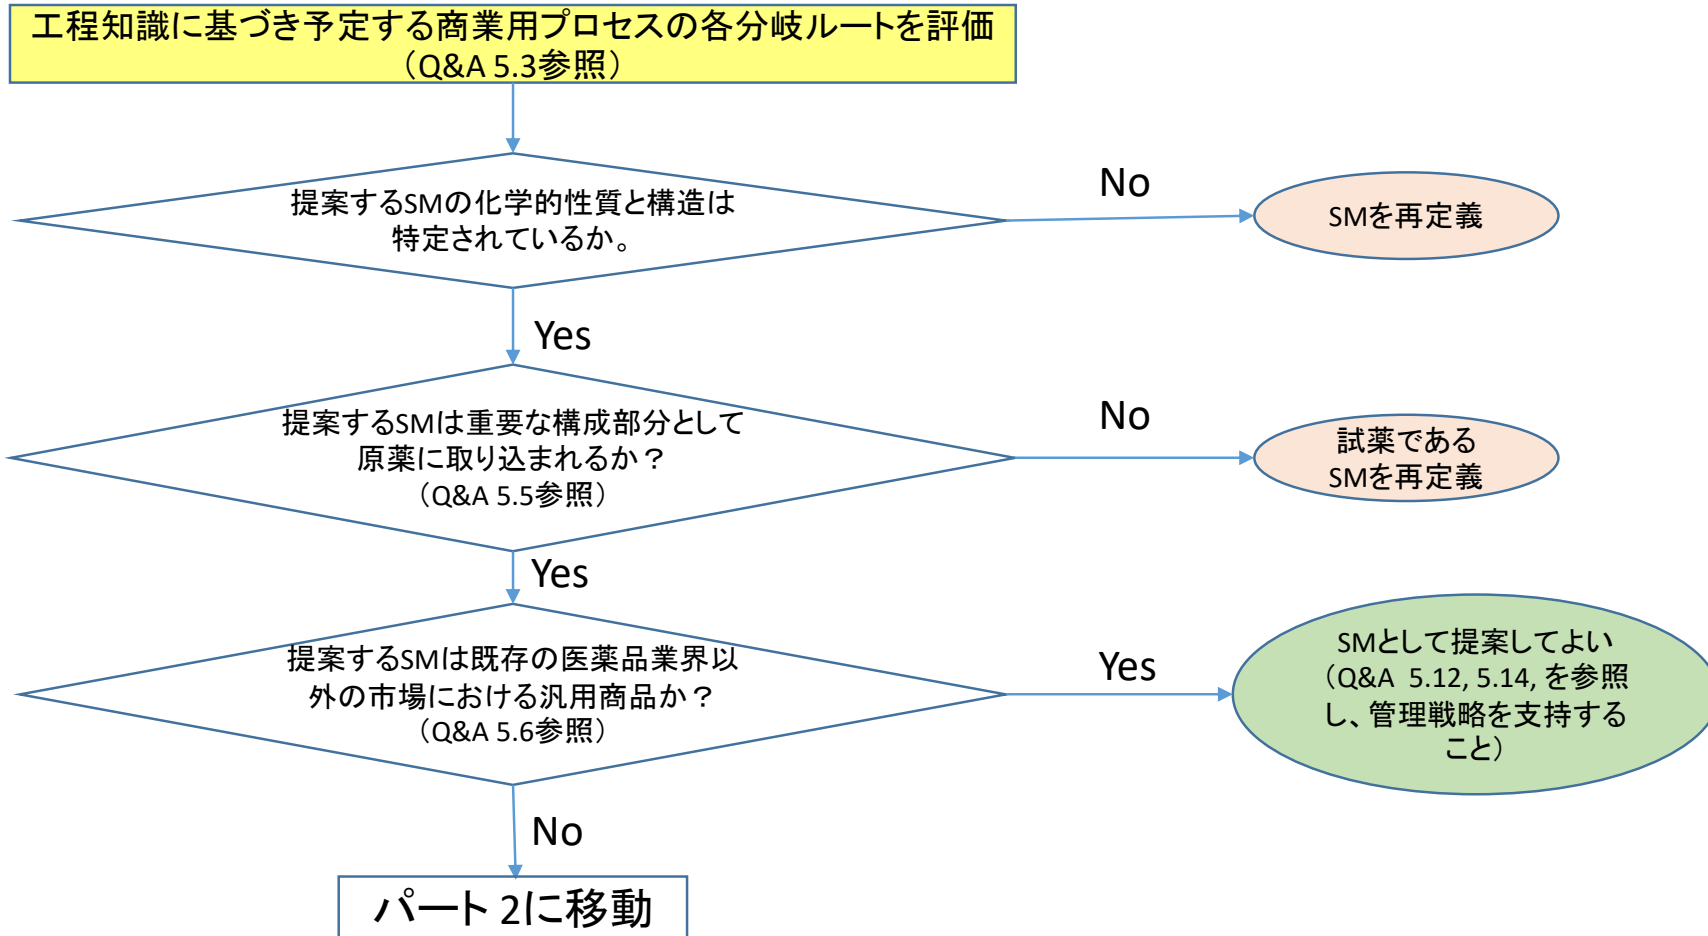 工程知識に基づき予定する商業用プロセスの各分岐ルートを評価
（Q&A 5.3参照）
提案するSMの化学的性質と構造は
特定されているか。
No
SMを再定義
Yes
提案するSMは重要な構成部分として
原薬に取り込まれるか？
（Q&A 5.5参照）
No
試薬である
SMを再定義
Yes
提案するSMは既存の医薬品業界以
外の市場における汎用商品か？
（Q&A 5.6参照）
Yes
SMとして提案してよい
（Q&A 5.12, 5.14, を参照
し、管理戦略を支持する
こと）
No
パート 2に移動